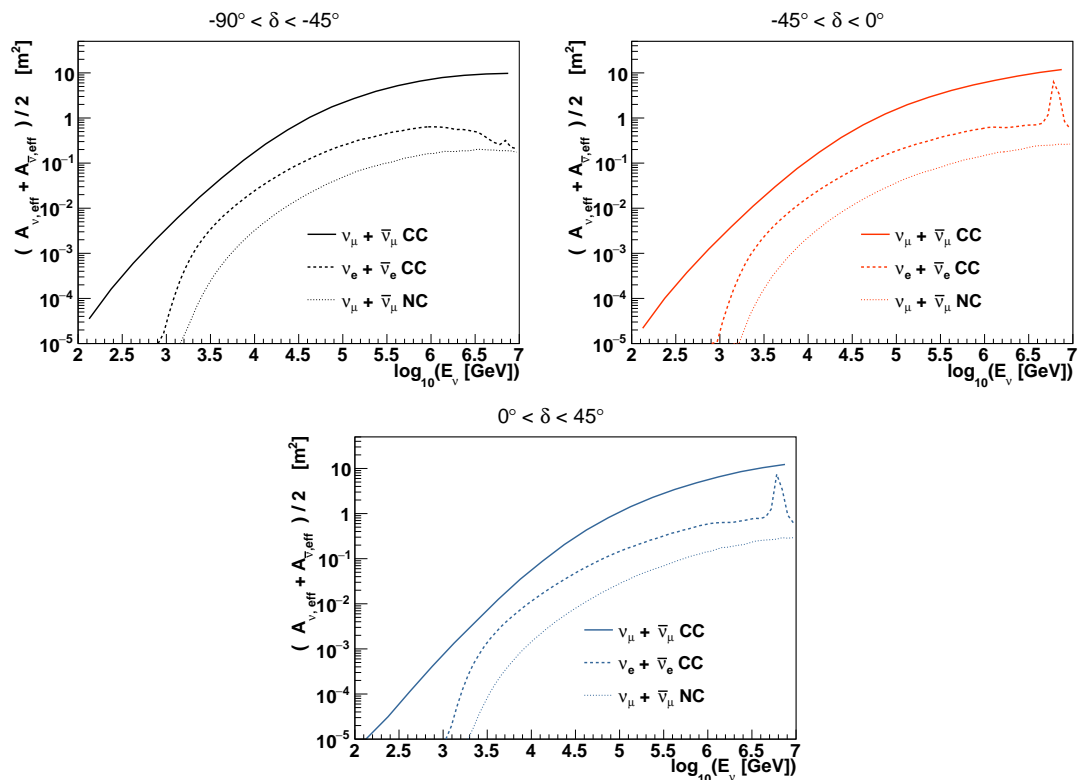 -90° < δ < -45°
( A_ν, eff + A_ν̅,eff ) / 2 [m²]
10
1
10⁻¹
10⁻²
10⁻³
10⁻⁴
10⁻⁵
ν_μ + ν̅_μ CC
ν_e + ν̅_e CC
ν_μ + ν̅_μ NC
2 2.5 3 3.5 4 4.5 5 5.5 6 6.5 7
log₁₀(E_ν [GeV])
-45° < δ < 0°
( A_ν, eff + A_ν̅,eff ) / 2 [m²]
10
1
10⁻¹
10⁻²
10⁻³
10⁻⁴
10⁻⁵
ν_μ + ν̅_μ CC
ν_e + ν̅_e CC
ν_μ + ν̅_μ NC
2 2.5 3 3.5 4 4.5 5 5.5 6 6.5 7
log₁₀(E_ν [GeV])
0° < δ < 45°
( A_ν, eff + A_ν̅,eff ) / 2 [m²]
10
1
10⁻¹
10⁻²
10⁻³
10⁻⁴
10⁻⁵
ν_μ + ν̅_μ CC
ν_e + ν̅_e CC
ν_μ + ν̅_μ NC
2 2.5 3 3.5 4 4.5 5 5.5 6 6.5 7
log₁₀(E_ν [GeV])